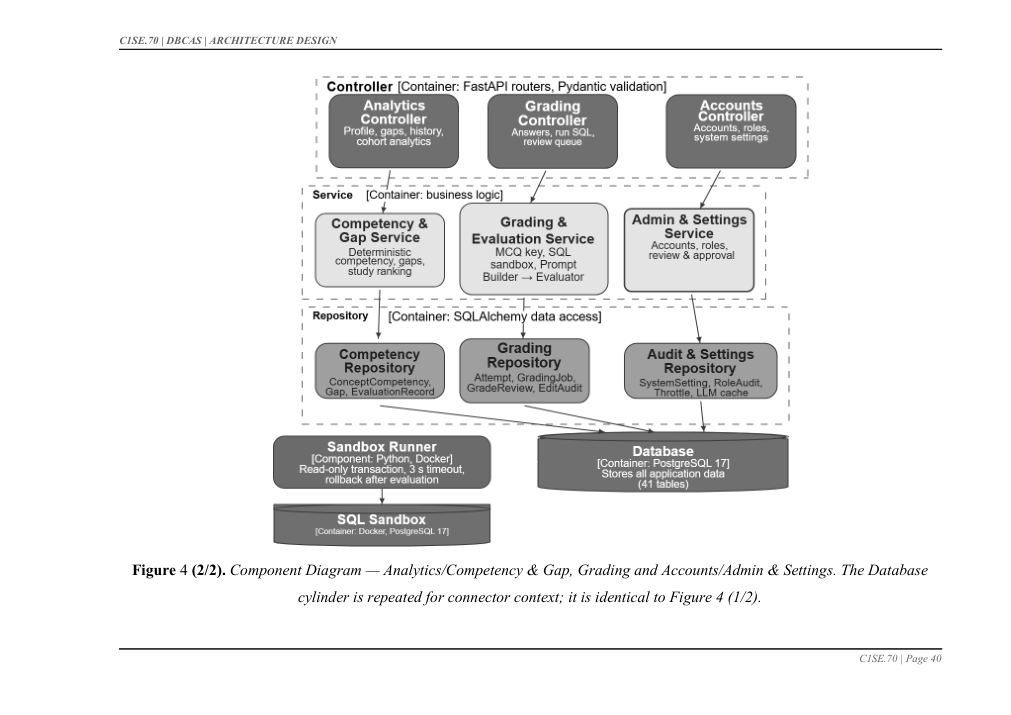 C1SE.70 | DBCAS | ARCHITECTURE DESIGN
Controller [Container: FastAPI routers, Pydantic validation]
Analytics
Controller
Profile, gaps, history,
cohort analytics
Grading
Controller
Answers, run SQL,
review queue
Accounts
Controller
Accounts, roles,
system settings
Service [Container: business logic]
Competency &
Gap Service
Deterministic
competency, gaps,
study ranking
Grading &
Evaluation Service
MCQ key, SQL
sandbox, Prompt
Builder → Evaluator
Admin & Settings
Service
Accounts, roles,
review & approval
Repository [Container: SQLAlchemy data access]
Competency
Repository
ConceptCompetency,
Gap, EvaluationRecord
Grading
Repository
Attempt, GradingJob,
GradeReview, EditAudit
Audit & Settings
Repository
SystemSetting, RoleAudit,
Throttle, LLM cache
Sandbox Runner
[Component: Python, Docker]
Read-only transaction, 3 s timeout,
rollback after evaluation
Database
[Container: PostgreSQL 17]
Stores all application data
(41 tables)
SQL Sandbox
[Container: Docker, PostgreSQL 17]
Figure 4 (2/2). Component Diagram — Analytics/Competency & Gap, Grading and Accounts/Admin & Settings. The Database
cylinder is repeated for connector context; it is identical to Figure 4 (1/2).
C1SE.70 | Page 40